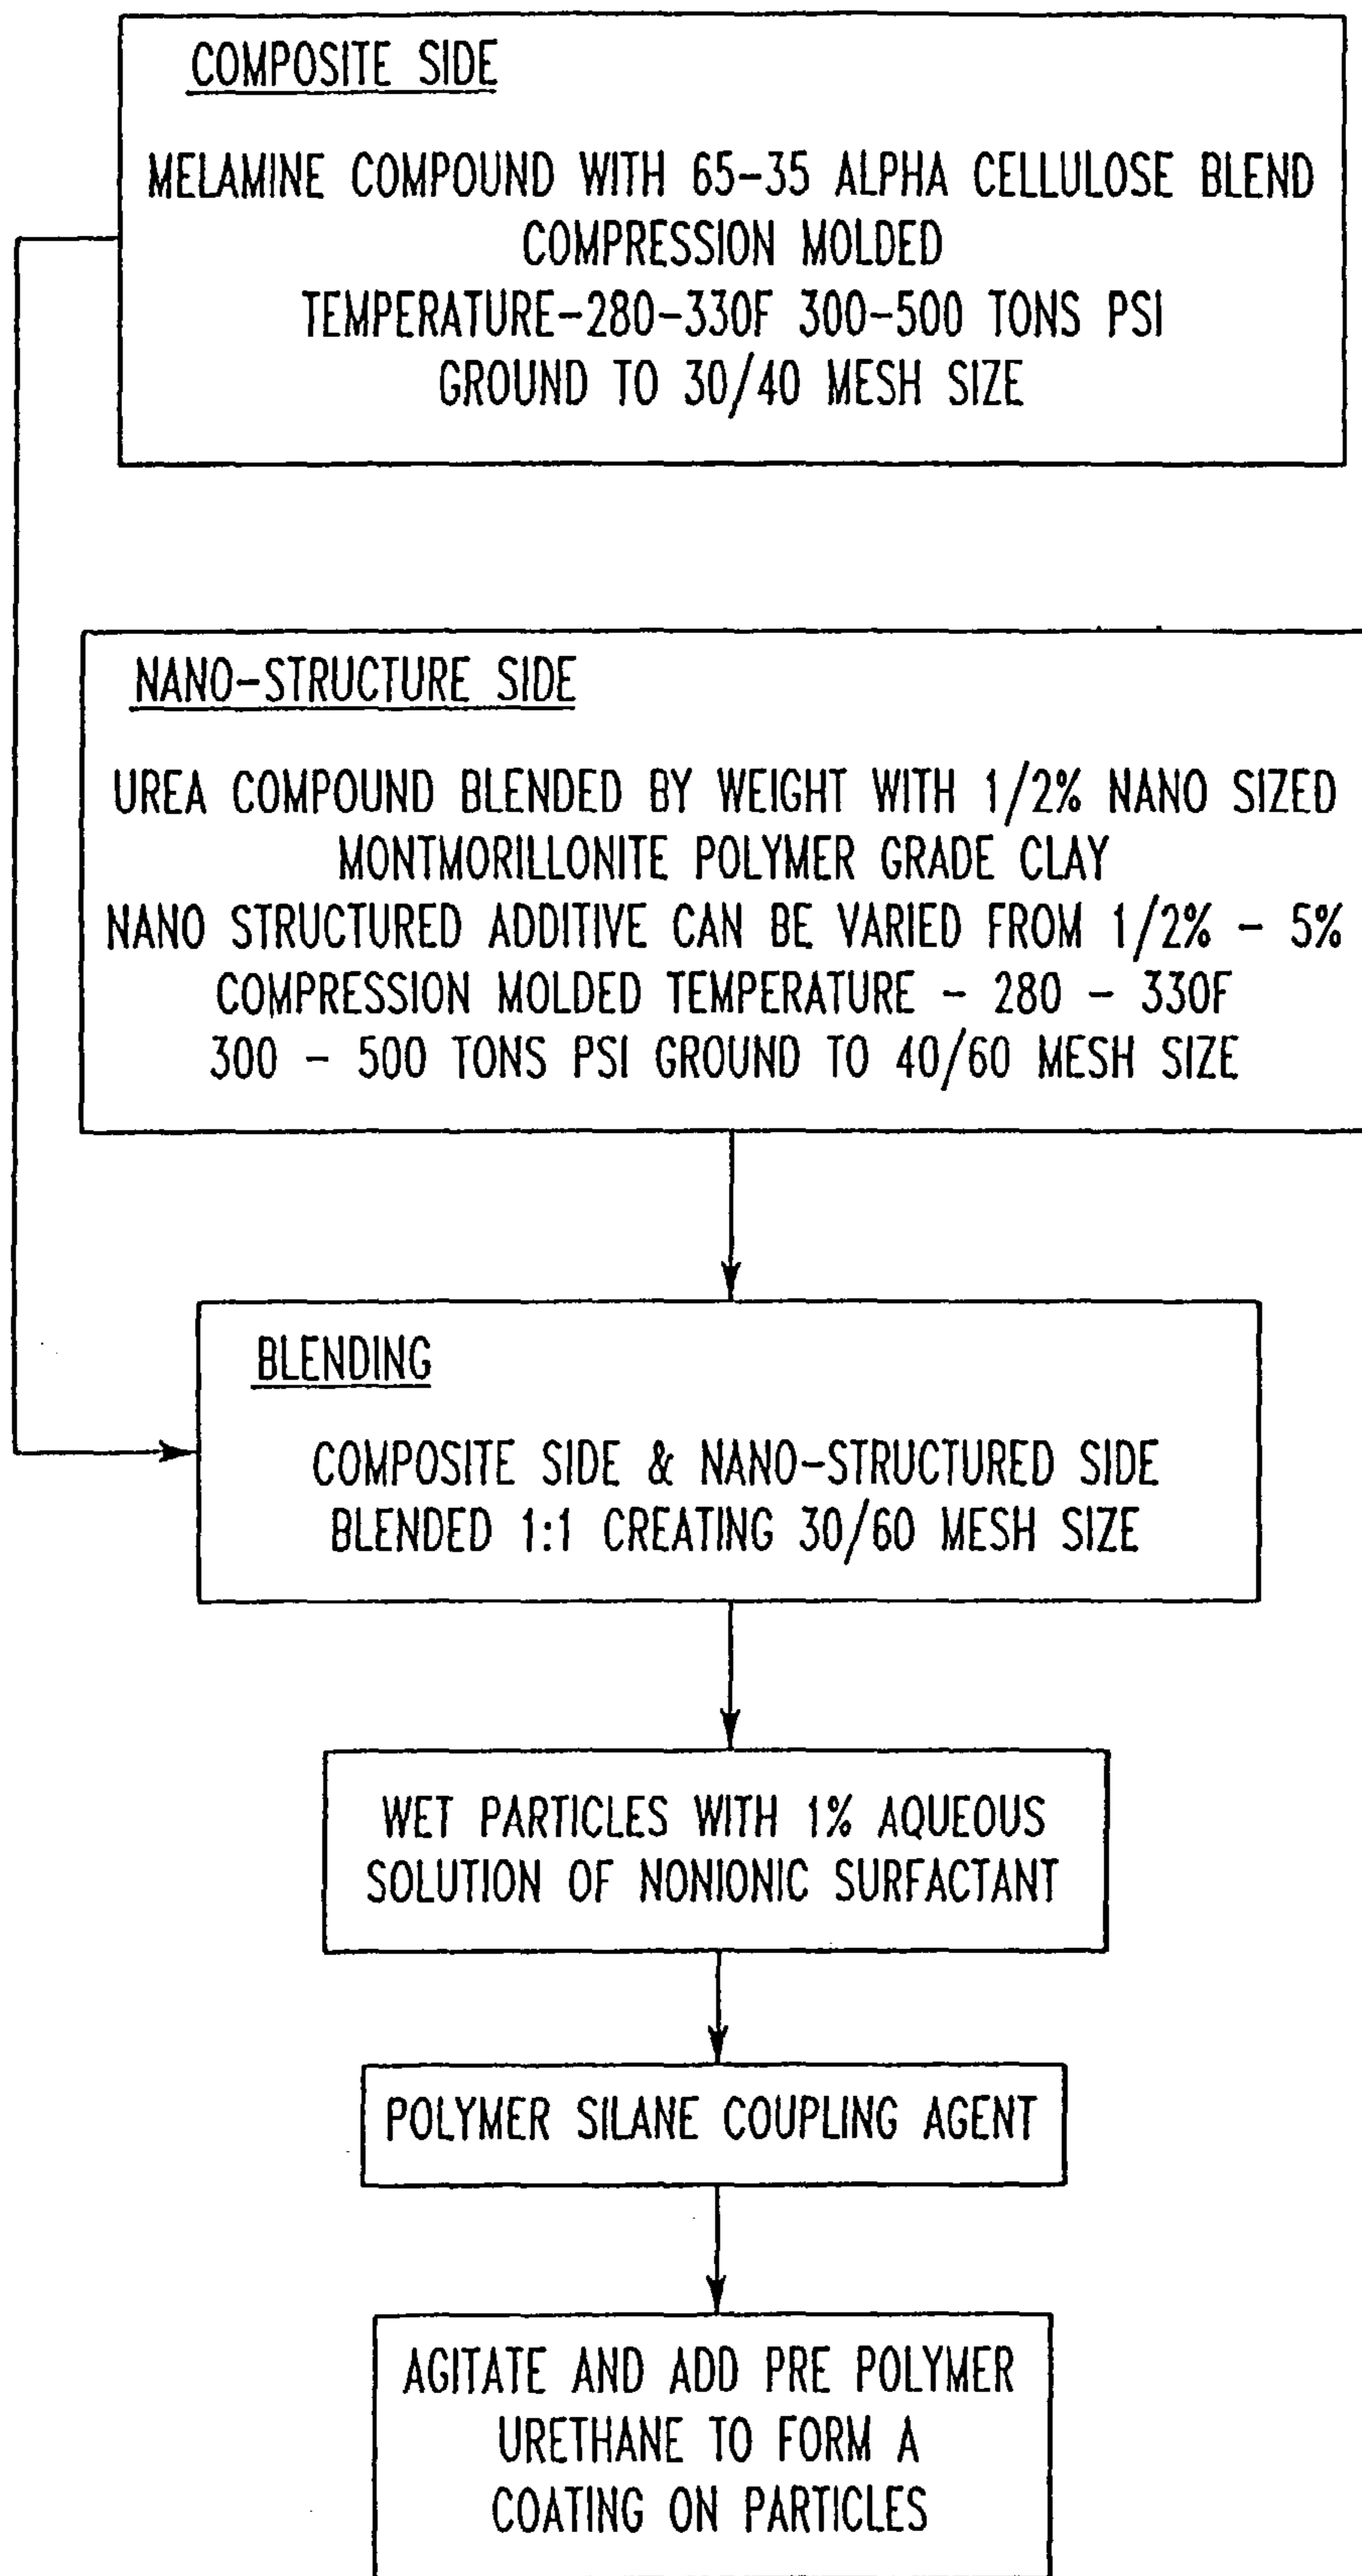 COMPOSITE SIDE
MELAMINE COMPOUND WITH 65-35 ALPHA CELLULOSE BLEND
COMPRESSION MOLDED
TEMPERATURE-280-330F 300-500 TONS PSI
GROUND TO 30/40 MESH SIZE
NANO-STRUCTURE SIDE
UREA COMPOUND BLENDED BY WEIGHT WITH 1/2% NANO SIZED
MONTMORILLONITE POLYMER GRADE CLAY
NANO STRUCTURED ADDITIVE CAN BE VARIED FROM 1/2% - 5%
COMPRESSION MOLDED TEMPERATURE - 280 - 330F
300 - 500 TONS PSI GROUND TO 40/60 MESH SIZE
BLENDING
COMPOSITE SIDE & NANO-STRUCTURED SIDE
BLENDED 1:1 CREATING 30/60 MESH SIZE
WET PARTICLES WITH 1% AQUEOUS
SOLUTION OF NONIONIC SURFACTANT
POLYMER SILANE COUPLING AGENT
AGITATE AND ADD PRE POLYMER
URETHANE TO FORM A
COATING ON PARTICLES